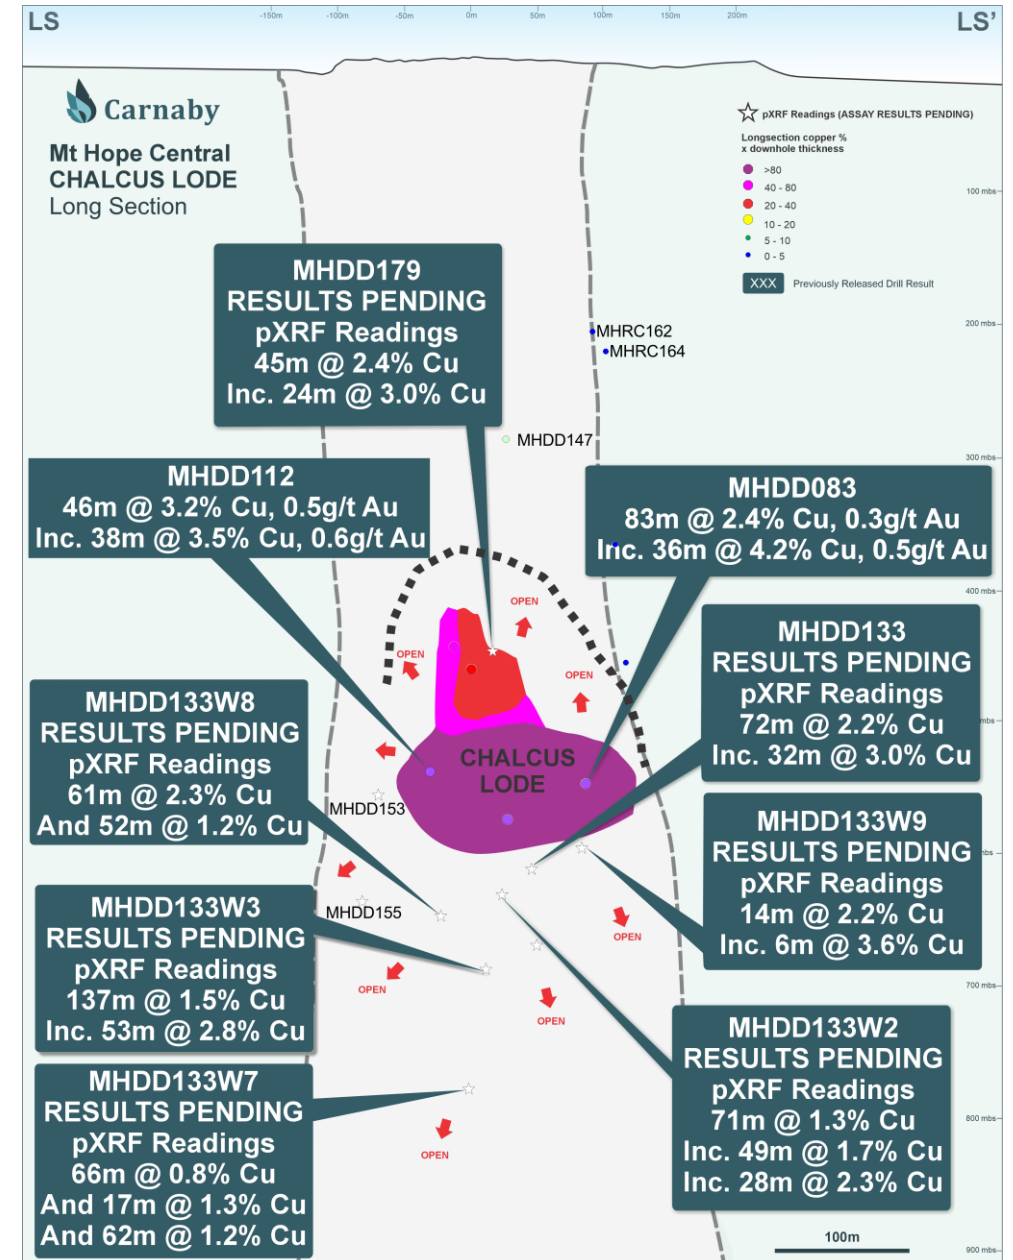 LS
-150m
-100m
-50m
0m
50m
100m
150m
200m
LS'
Carnaby
Mt Hope Central
CHALCUS LODE
Long Section
pXRF Readings (ASSAY RESULTS PENDING)
Longsection copper %
x downhole thickness
>80
40 - 80
20 - 40
10 - 20
5 - 10
0 - 5
XXX Previously Released Drill Result
100 mbs
200 mbs
300 mbs
400 mbs
mbs
mbs
700 mbs
800 mbs
900 mbs
MHDD179
RESULTS PENDING
pXRF Readings
45m @ 2.4% Cu
Inc. 24m @ 3.0% Cu
MHRC162
MHRC164
MHDD147
MHDD112
46m @ 3.2% Cu, 0.5g/t Au
Inc. 38m @ 3.5% Cu, 0.6g/t Au
MHDD083
83m @ 2.4% Cu, 0.3g/t Au
Inc. 36m @ 4.2% Cu, 0.5g/t Au
OPEN
OPEN
OPEN
MHDD133
RESULTS PENDING
pXRF Readings
72m @ 2.2% Cu
Inc. 32m @ 3.0% Cu
MHDD133W8
RESULTS PENDING
pXRF Readings
61m @ 2.3% Cu
And 52m @ 1.2% Cu
CHALCUS
LODE
MHDD153
MHDD133W9
RESULTS PENDING
pXRF Readings
14m @ 2.2% Cu
Inc. 6m @ 3.6% Cu
MHDD155
MHDD133W3
RESULTS PENDING
pXRF Readings
137m @ 1.5% Cu
Inc. 53m @ 2.8% Cu
OPEN
OPEN
OPEN
MHDD133W2
RESULTS PENDING
pXRF Readings
71m @ 1.3% Cu
Inc. 49m @ 1.7% Cu
Inc. 28m @ 2.3% Cu
MHDD133W7
RESULTS PENDING
pXRF Readings
66m @ 0.8% Cu
And 17m @ 1.3% Cu
And 62m @ 1.2% Cu
OPEN
100m